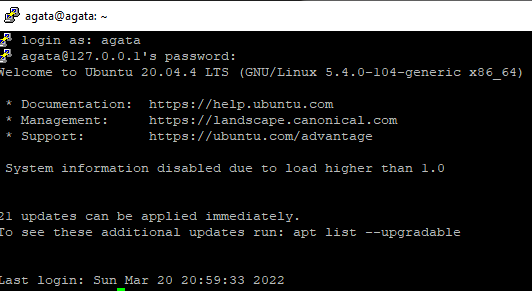 agata@agata: ~
login as: agata
agata@127.0.0.1's password:
Welcome to Ubuntu 20.04.4 LTS (GNU/Linux 5.4.0-104-generic x86_64)
* Documentation:  https://help.ubuntu.com
* Management:     https://landscape.canonical.com
* Support:        https://ubuntu.com/advantage
System information disabled due to load higher than 1.0
21 updates can be applied immediately.
To see these additional updates run: apt list --upgradable
Last login: Sun Mar 20 20:59:33 2022